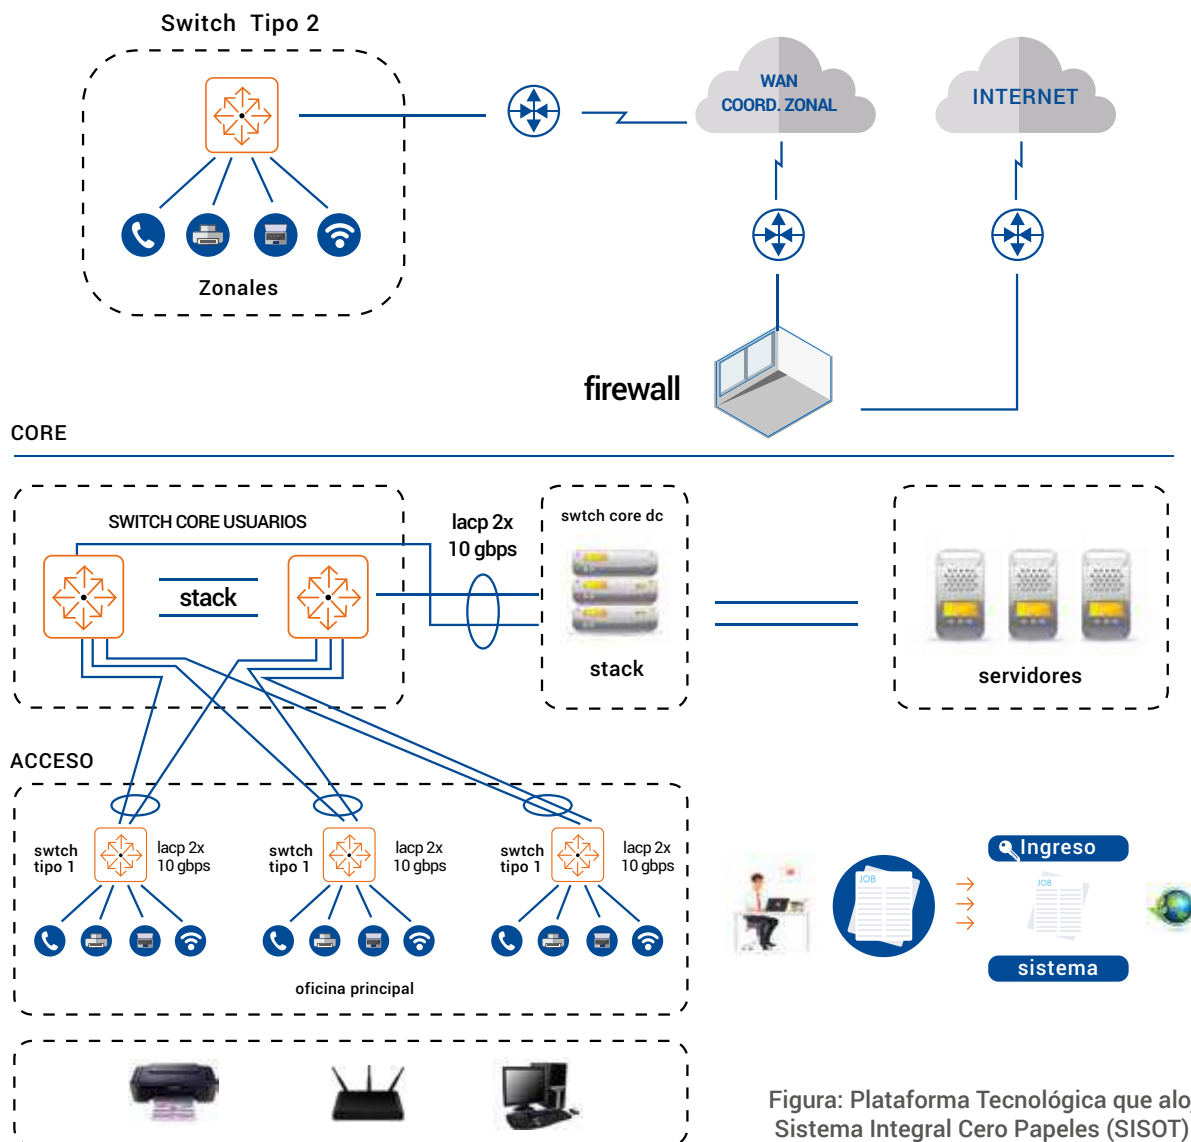 Switch Tipo 2
WAN
COORD. ZONAL
INTERNET
Zonales
firewall
CORE
SWITCH CORE USUARIOS
lacp 2x
10 gbps
swtch core dc
stack
stack
servidores
ACCESO
swtch
tipo 1
lacp 2x
10 gbps
swtch
tipo 1
lacp 2x
10 gbps
swtch
tipo 1
lacp 2x
10 gbps
JOB
Ingreso
JOB
sistema
oficina principal
Figura: Plataforma Tecnológica que alo
Sistema Integral Cero Papeles (SISOT)